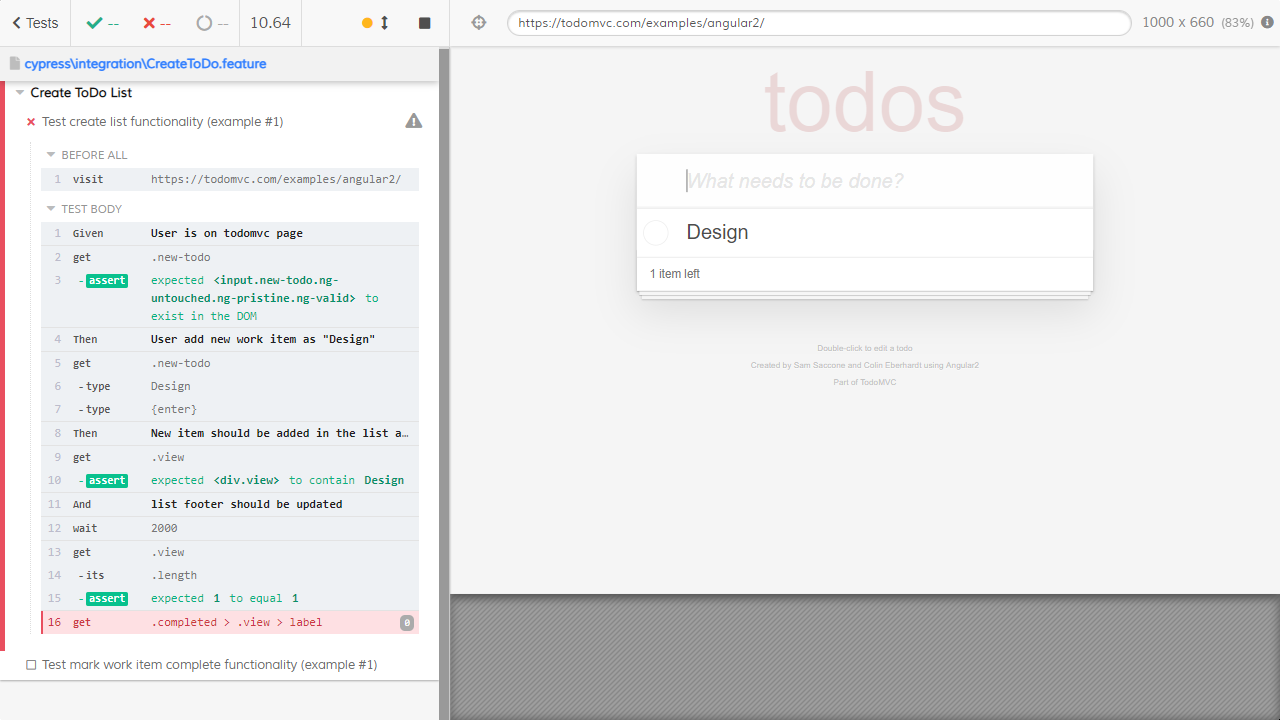 Tests
--
--
--
10.64
https://todomvc.com/examples/angular2/
1000 x 660 (83%)
cypress\integration\CreateToDo.feature
Create ToDo List
Test create list functionality (example #1)
BEFORE ALL
1 visit https://todomvc.com/examples/angular2/
TEST BODY
1 Given User is on todomvc page
2 get .new-todo
3 -assert expected <input.new-todo.ng-
untouched.ng-pristine.ng-valid> to
exist in the DOM
4 Then User add new work item as "Design"
5 get .new-todo
6 -type Design
7 -type {enter}
8 Then New item should be added in the list a…
9 get .view
10 -assert expected <div.view> to contain Design
11 And list footer should be updated
12 wait 2000
13 get .view
14 -its .length
15 -assert expected 1 to equal 1
16 get .completed > .view > label 0
Test mark work item complete functionality (example #1)
todos
What needs to be done?
Design
1 item left
Double-click to edit a todo
Created by Sam Saccone and Colin Eberhardt using Angular2
Part of TodoMVC